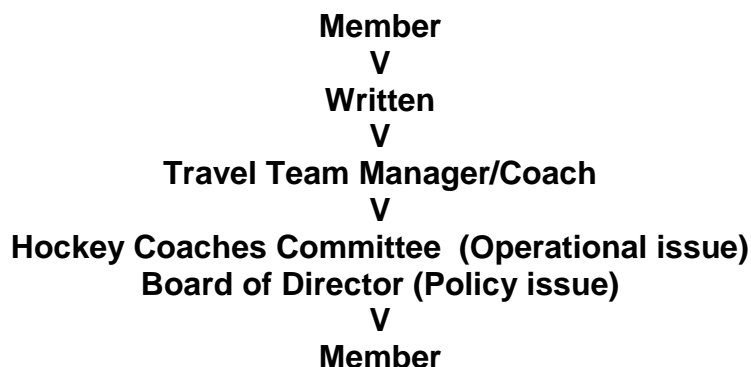 Member
V
Written
V
Travel Team Manager/Coach
V
Hockey Coaches Committee (Operational issue)
Board of Director (Policy issue)
V
Member